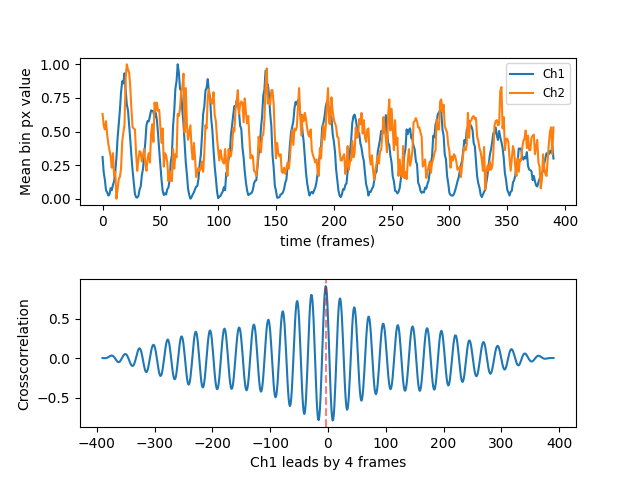 1.00
0.75
0.50
0.25
0.00
Mean bin px value
Ch1
Ch2
0 50 100 150 200 250 300 350 400
time (frames)
0.5
0.0
−0.5
Crosscorrelation
−400 −300 −200 −100 0 100 200 300 400
Ch1 leads by 4 frames